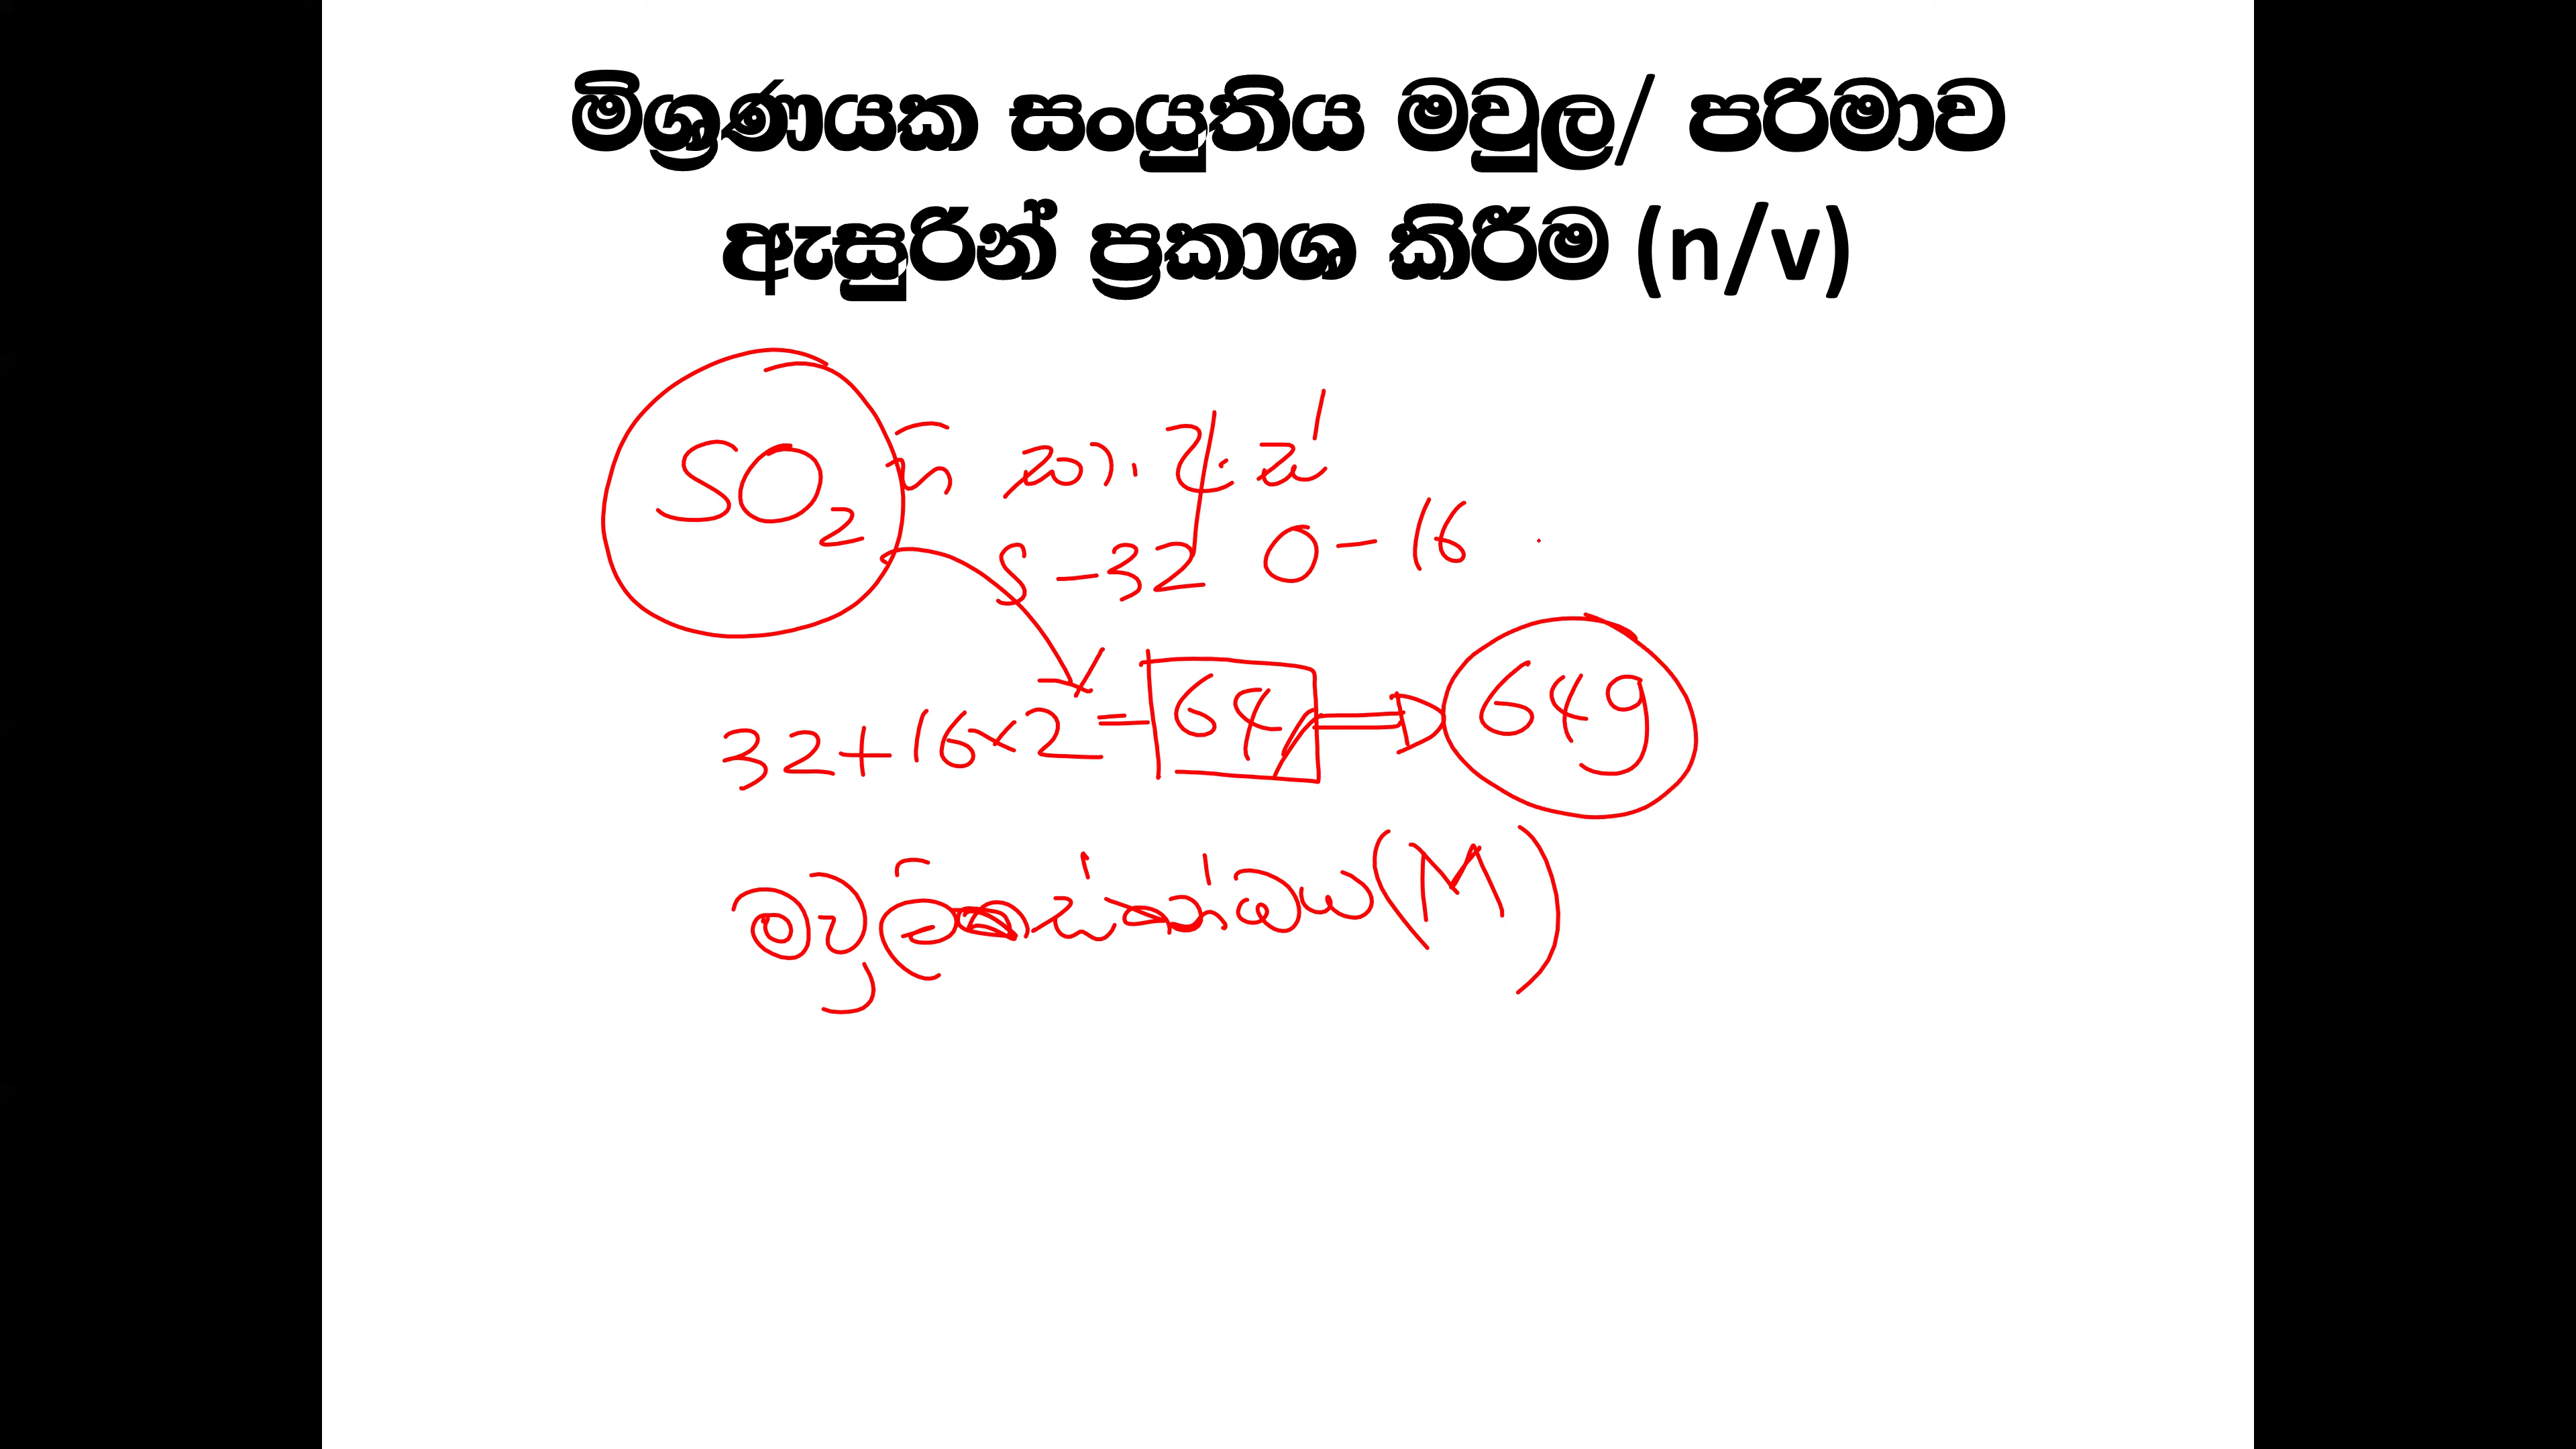 මිශ්‍රණයක සංයුතිය මවුල/ පරිමාව
ඇසුරින් ප්‍රකාශ කිරීම (n/v)
SO₂ හි සා.අ.ස්
S - 32 O - 16
32+16×2 = 64 ⇒ 64g
මවුලික ස්කන්ධය (M)